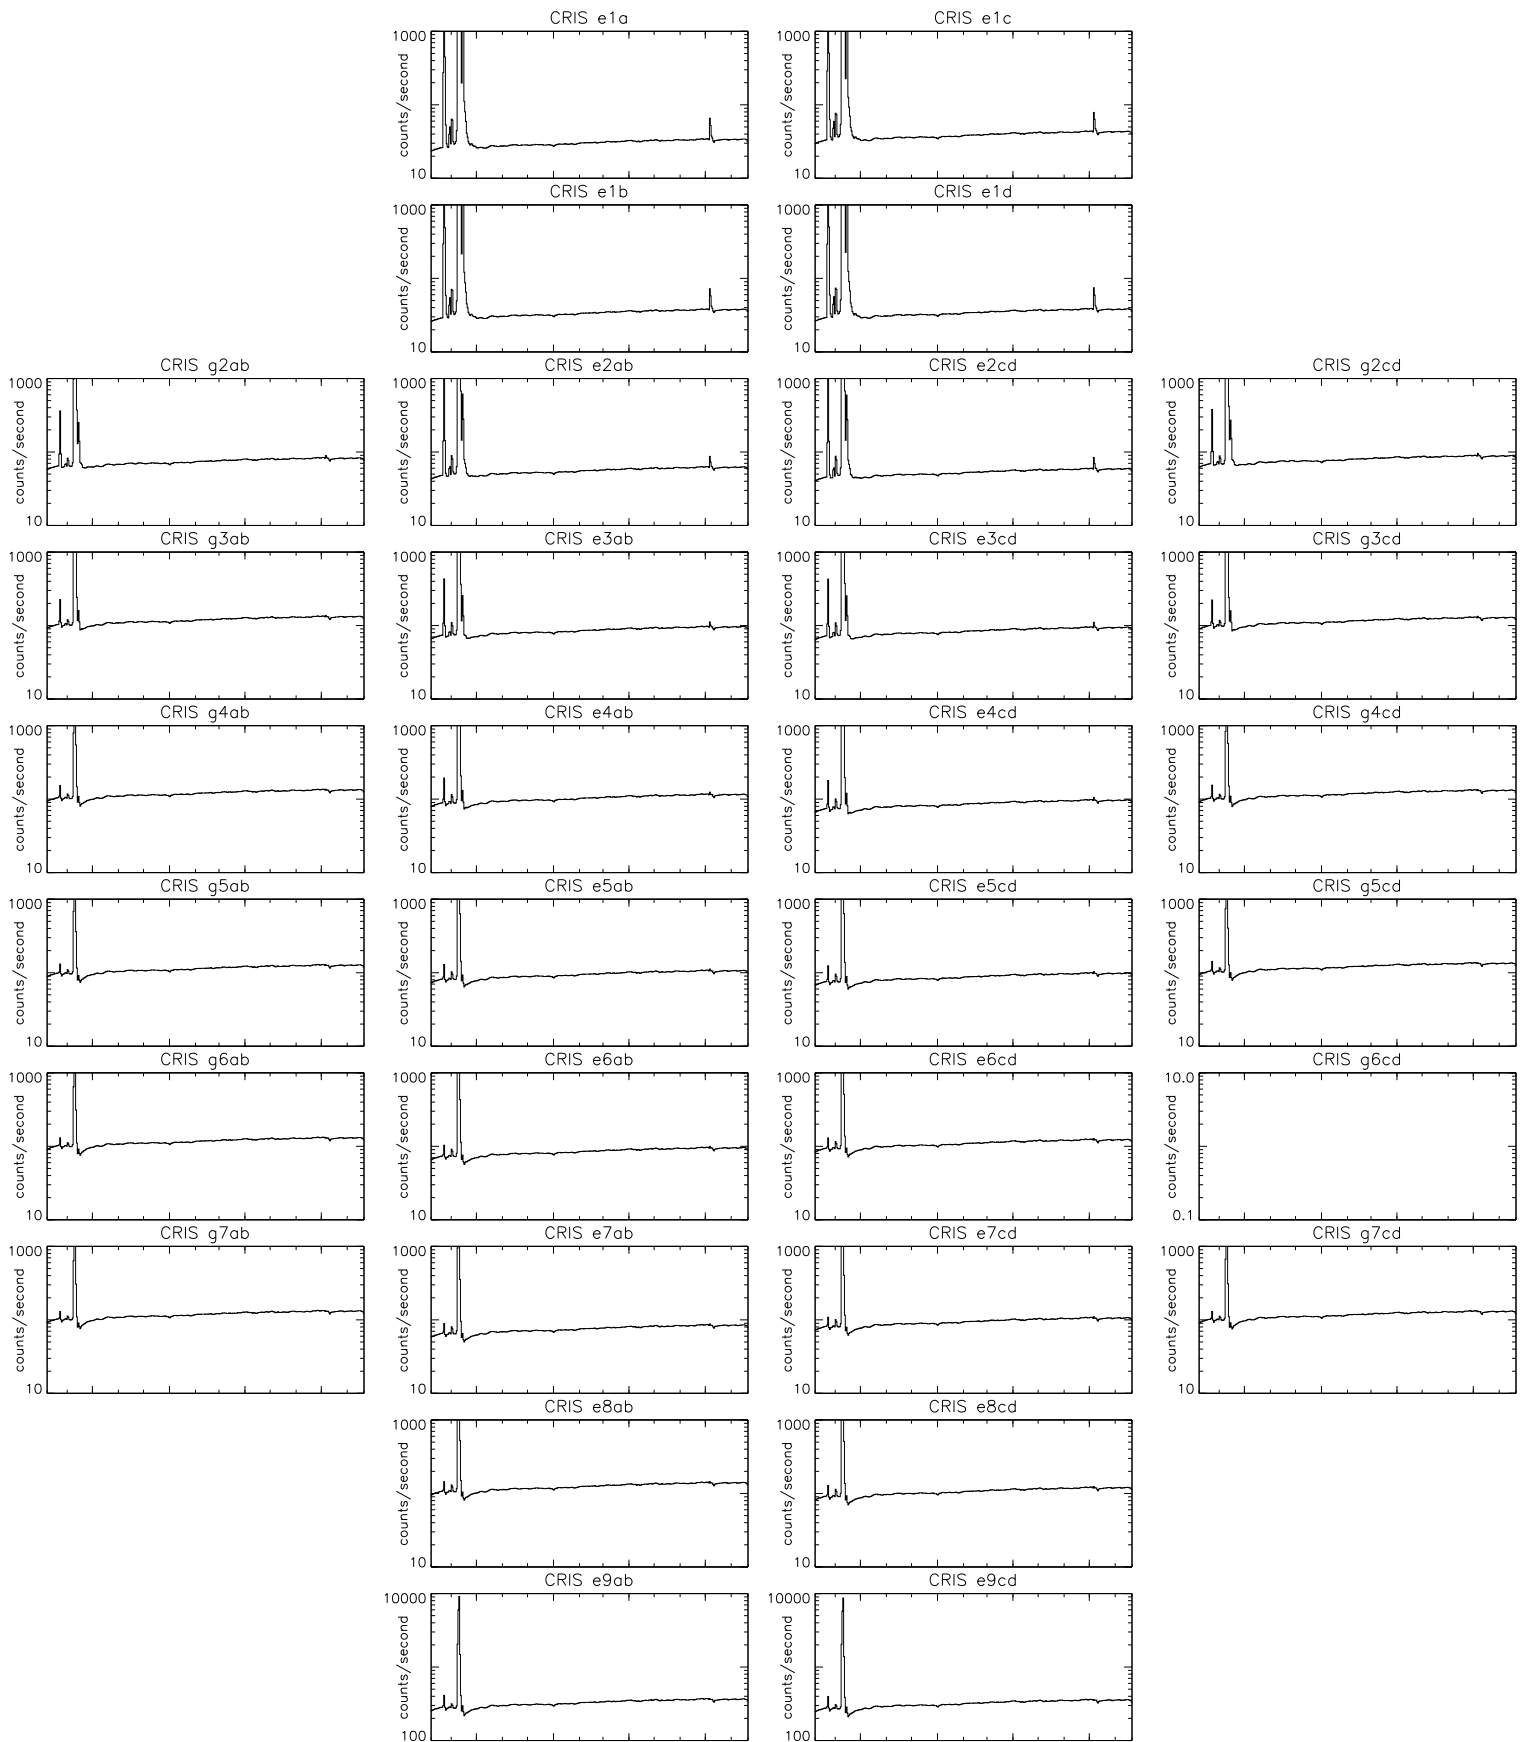 CRIS e1a
1000
counts/second
10
CRIS e1c
1000
counts/second
10
CRIS e1b
1000
counts/second
10
CRIS e1d
1000
counts/second
10
CRIS g2ab
1000
counts/second
10
CRIS e2ab
1000
counts/second
10
CRIS e2cd
1000
counts/second
10
CRIS g2cd
1000
counts/second
10
CRIS g3ab
1000
counts/second
10
CRIS e3ab
1000
counts/second
10
CRIS e3cd
1000
counts/second
10
CRIS g3cd
1000
counts/second
10
CRIS g4ab
1000
counts/second
10
CRIS e4ab
1000
counts/second
10
CRIS e4cd
1000
counts/second
10
CRIS g4cd
1000
counts/second
10
CRIS g5ab
1000
counts/second
10
CRIS e5ab
1000
counts/second
10
CRIS e5cd
1000
counts/second
10
CRIS g5cd
1000
counts/second
10
CRIS g6ab
1000
counts/second
10
CRIS e6ab
1000
counts/second
10
CRIS e6cd
1000
counts/second
10
CRIS g6cd
10.0
counts/second
0.1
CRIS g7ab
1000
counts/second
10
CRIS e7ab
1000
counts/second
10
CRIS e7cd
1000
counts/second
10
CRIS g7cd
1000
counts/second
10
CRIS e8ab
1000
counts/second
10
CRIS e8cd
1000
counts/second
10
CRIS e9ab
10000
counts/second
100
CRIS e9cd
10000
counts/second
100